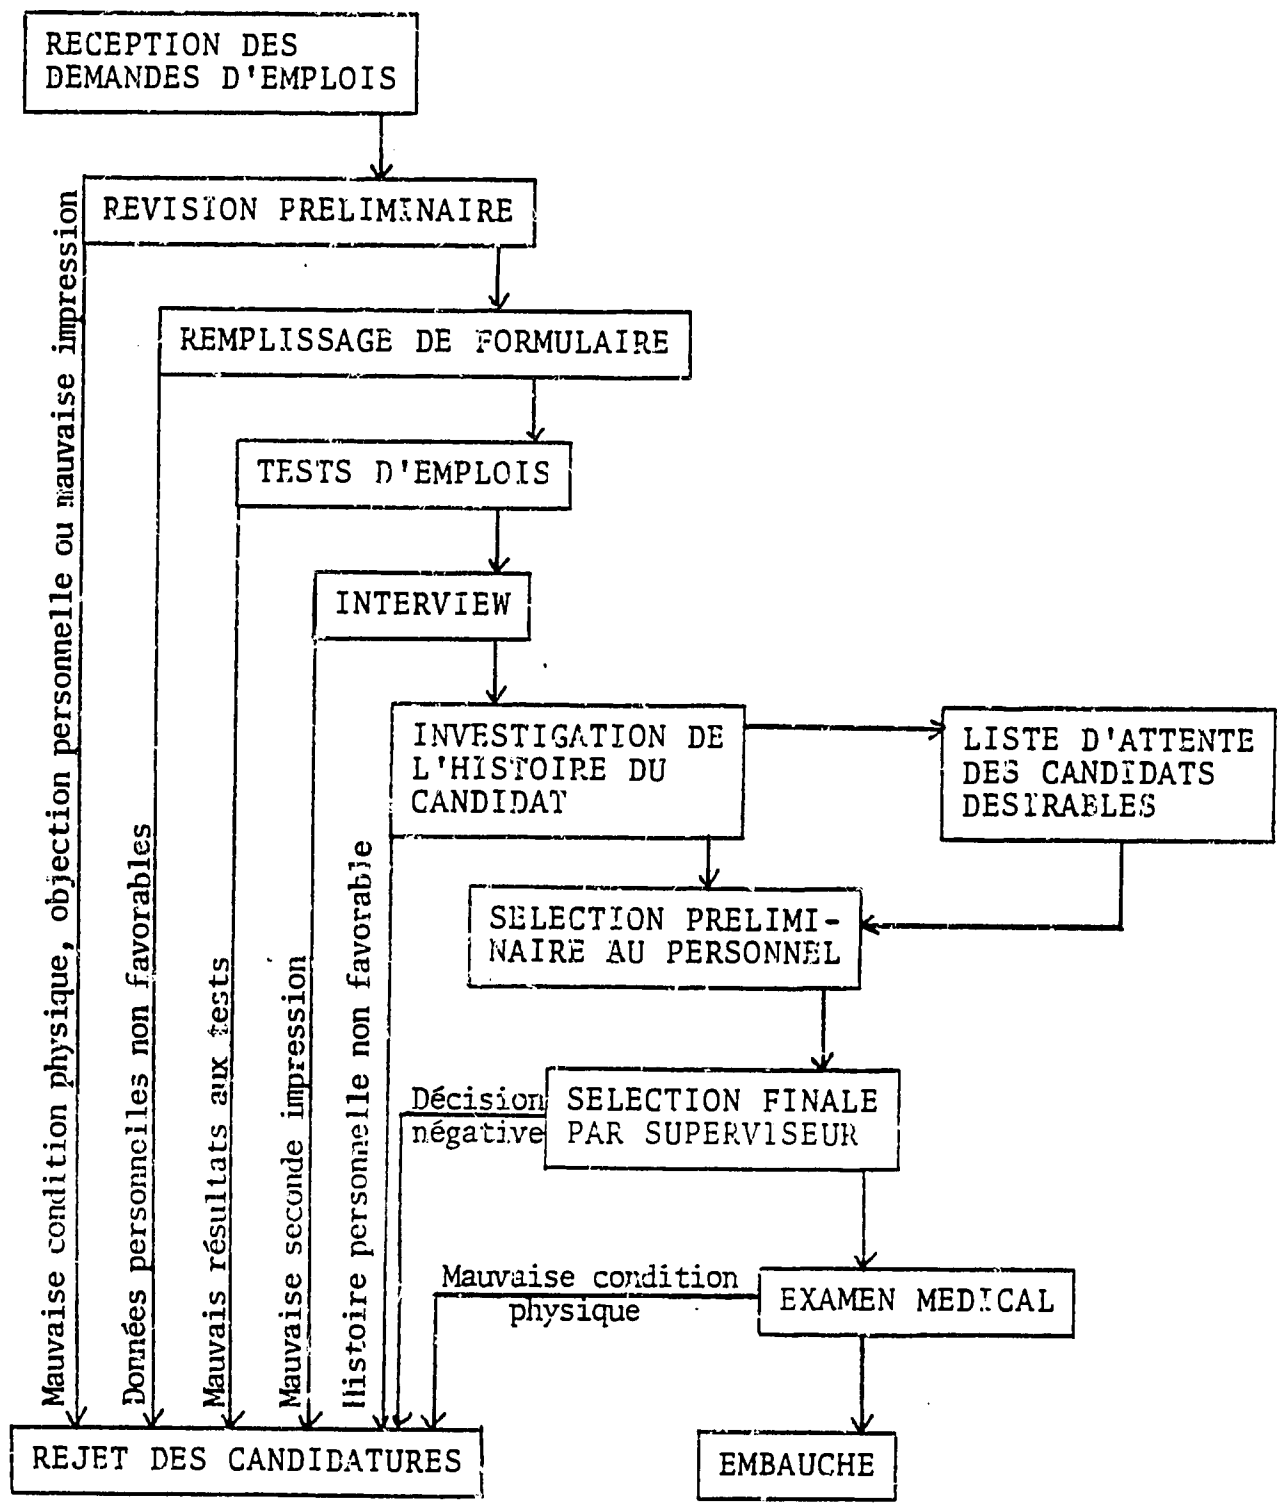 RECEPTION DES
DEMANDES D'EMPLOIS
REVISION PRELIMINAIRE
REMPLISSAGE DE FORMULAIRE
TESTS D'EMPLOIS
INTERVIEW
INVESTIGATION DE
L'HISTOIRE DU
CANDIDAT
LISTE D'ATTENTE
DES CANDIDATS
DESIRABLES
SELECTION PRELIMI-
NAIRE AU PERSONNEL
SELECTION FINALE
PAR SUPERVISEUR
Décision
négative
EXAMEN MEDICAL
Mauvaise condition
physique
Mauvaise condition physique, objection personnelle ou mauvaise impression
Données personnelles non favorables
Mauvais résultats aux tests
Mauvaise seconde impression
Histoire personnelle non favorable
REJET DES CANDIDATURES
EMBAUCHE